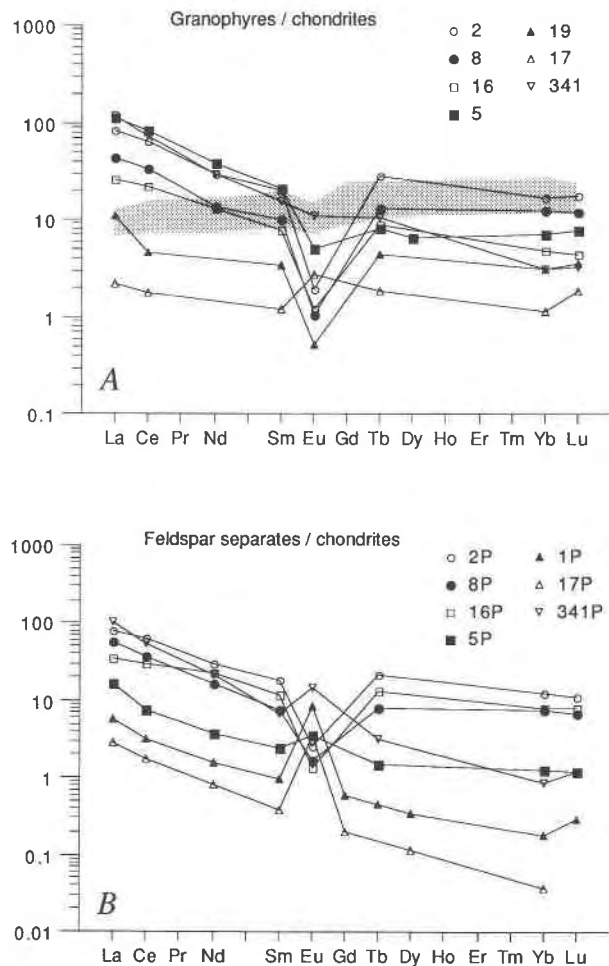 Granophyres / chondrites
1000
100
10
1
0.1
2
8
16
5
19
17
341
A
La Ce Pr Nd Sm Eu Gd Tb Dy Ho Er Tm Yb Lu
Feldspar separates / chondrites
1000
100
10
1
0.1
0.01
2P
8P
16P
5P
1P
17P
341P
B
La Ce Pr Nd Sm Eu Gd Tb Dy Ho Er Tm Yb Lu